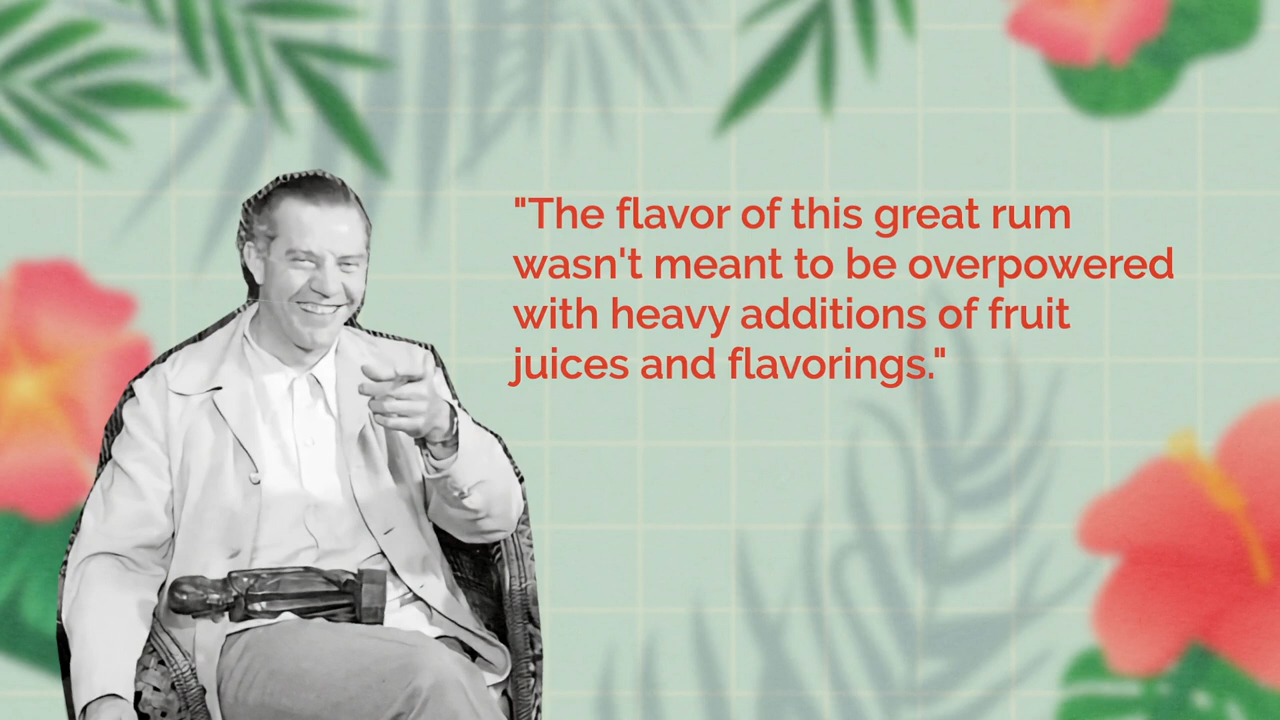 "The flavor of this great rum
wasn't meant to be overpowered
with heavy additions of fruit
juices and flavorings."